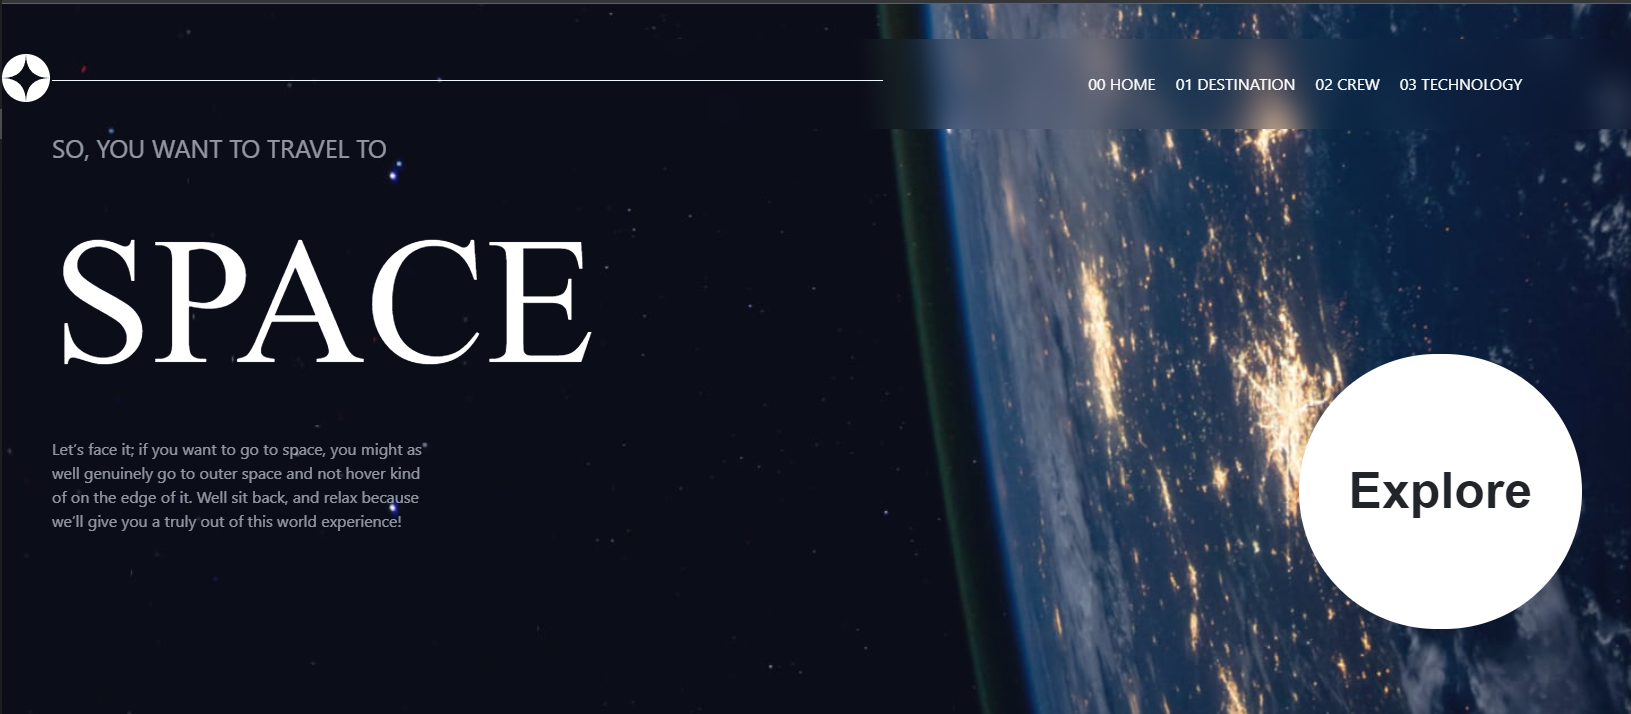 00 HOME 01 DESTINATION 02 CREW 03 TECHNOLOGY
SO, YOU WANT TO TRAVEL TO
SPACE
Let’s face it; if you want to go to space, you might as
well genuinely go to outer space and not hover kind
of on the edge of it. Well sit back, and relax because
we’ll give you a truly out of this world experience!
Explore